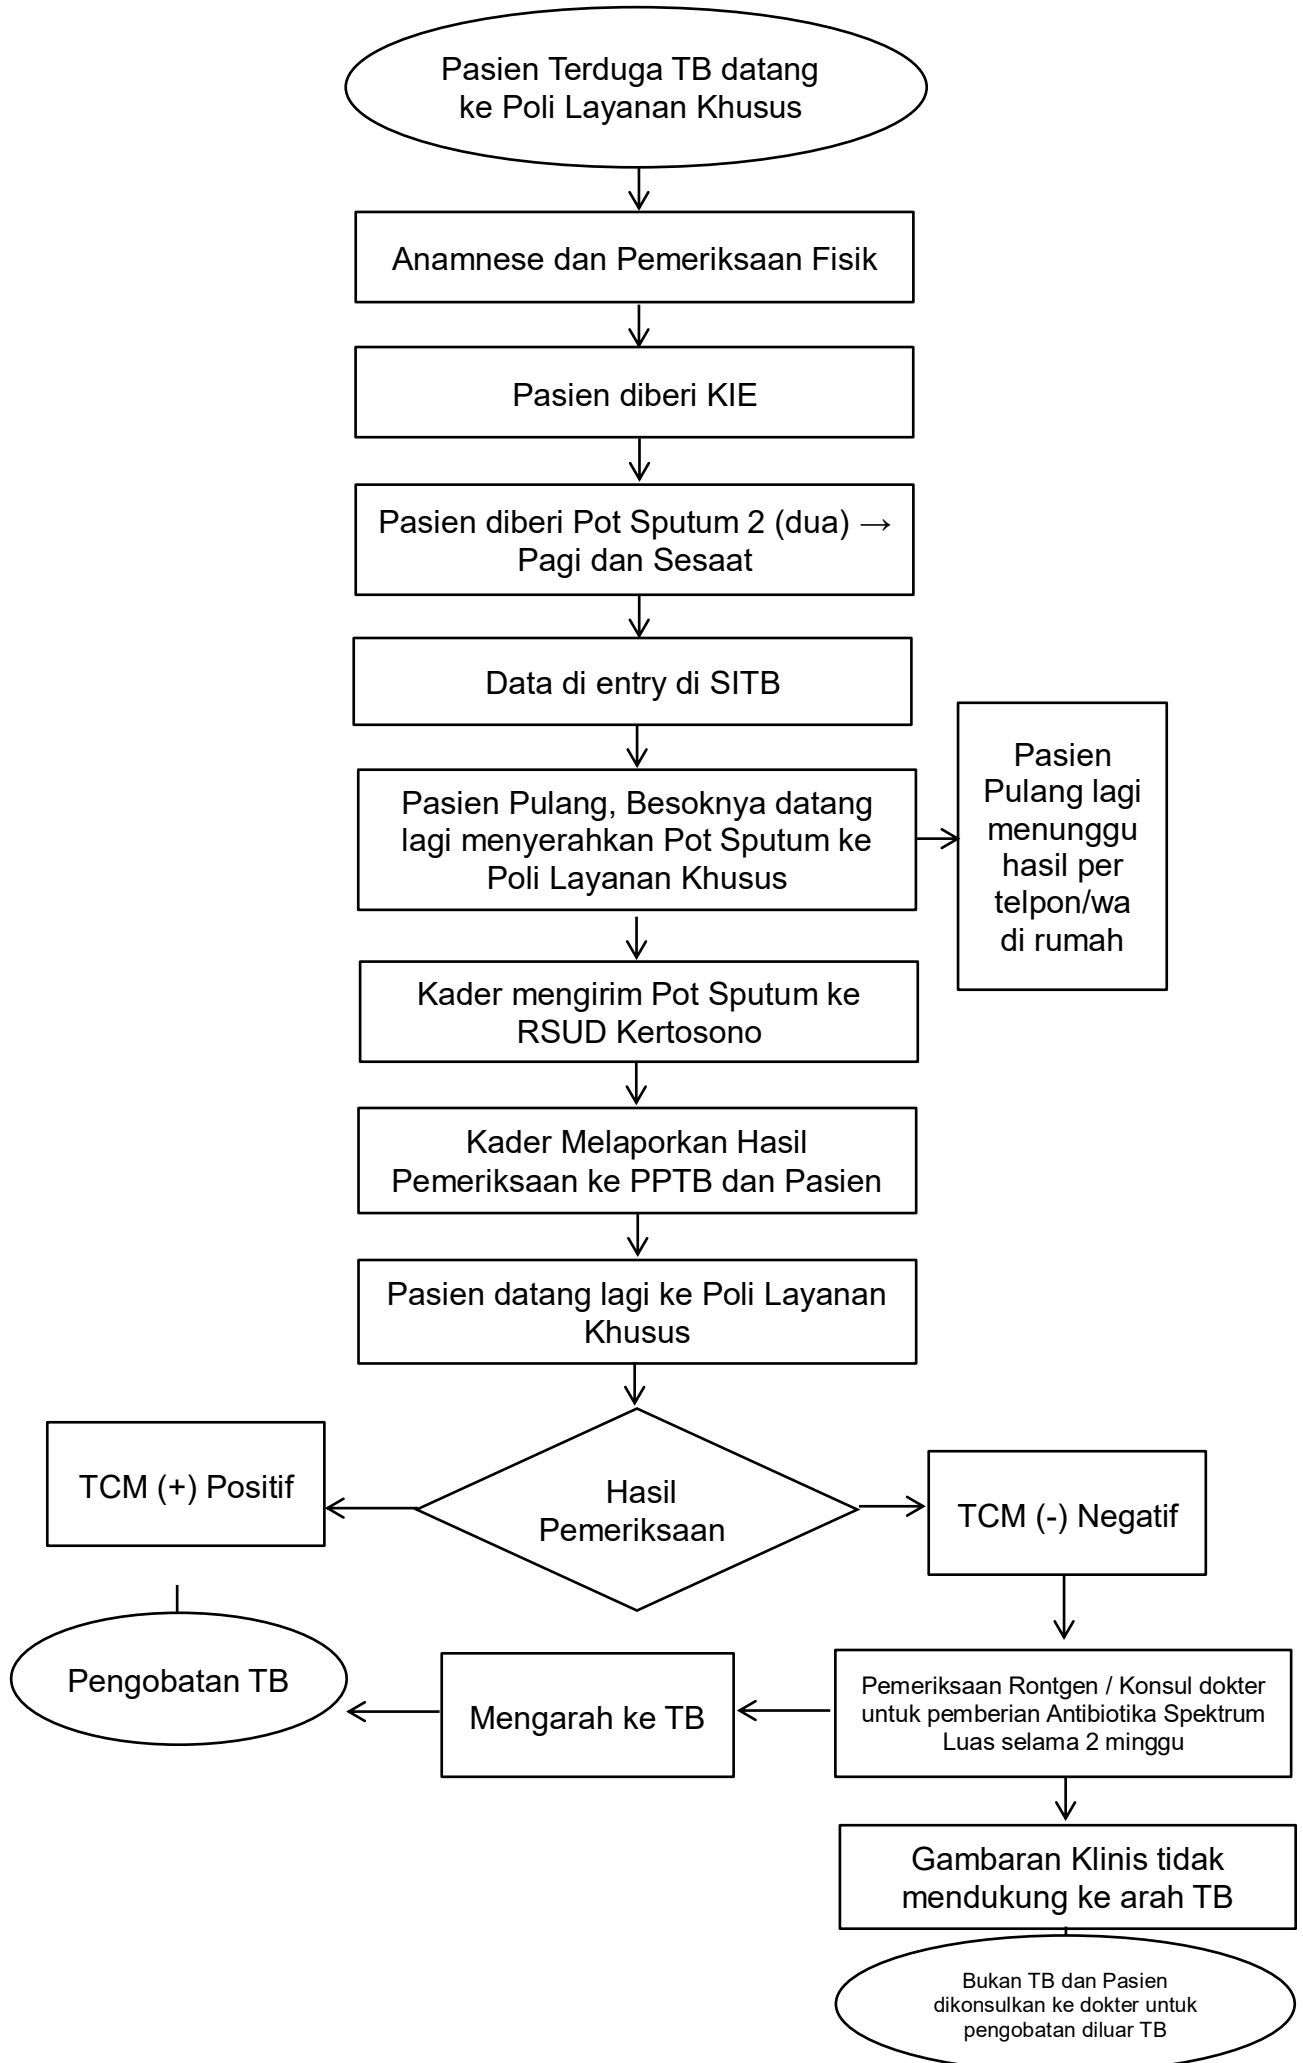 Pasien Terduga TB datang
ke Poli Layanan Khusus
Anamnese dan Pemeriksaan Fisik
Pasien diberi KIE
Pasien diberi Pot Sputum 2 (dua) →
Pagi dan Sesaat
Data di entry di SITB
Pasien Pulang, Besoknya datang
lagi menyerahkan Pot Sputum ke
Poli Layanan Khusus
Pasien
Pulang lagi
menunggu
hasil per
telpon/wa
di rumah
Kader mengirim Pot Sputum ke
RSUD Kertosono
Kader Melaporkan Hasil
Pemeriksaan ke PPTB dan Pasien
Pasien datang lagi ke Poli Layanan
Khusus
Hasil
Pemeriksaan
TCM (+) Positif
TCM (-) Negatif
Pengobatan TB
Mengarah ke TB
Pemeriksaan Rontgen / Konsul dokter
untuk pemberian Antibiotika Spektrum
Luas selama 2 minggu
Gambaran Klinis tidak
mendukung ke arah TB
Bukan TB dan Pasien
dikonsulkan ke dokter untuk
pengobatan diluar TB